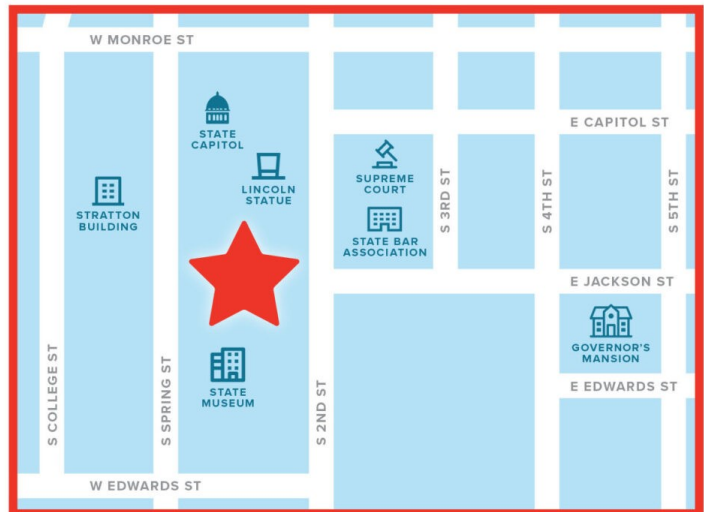 W MONROE ST
E CAPITOL ST
STATE
CAPITOL
LINCOLN
STATUE
SUPREME
COURT
STRATTON
BUILDING
STATE BAR
ASSOCIATION
S 3RD ST
S 4TH ST
S 5TH ST
E JACKSON ST
GOVERNOR'S
MANSION
STATE
MUSEUM
E EDWARDS ST
S COLLEGE ST
S SPRING ST
S 2ND ST
W EDWARDS ST